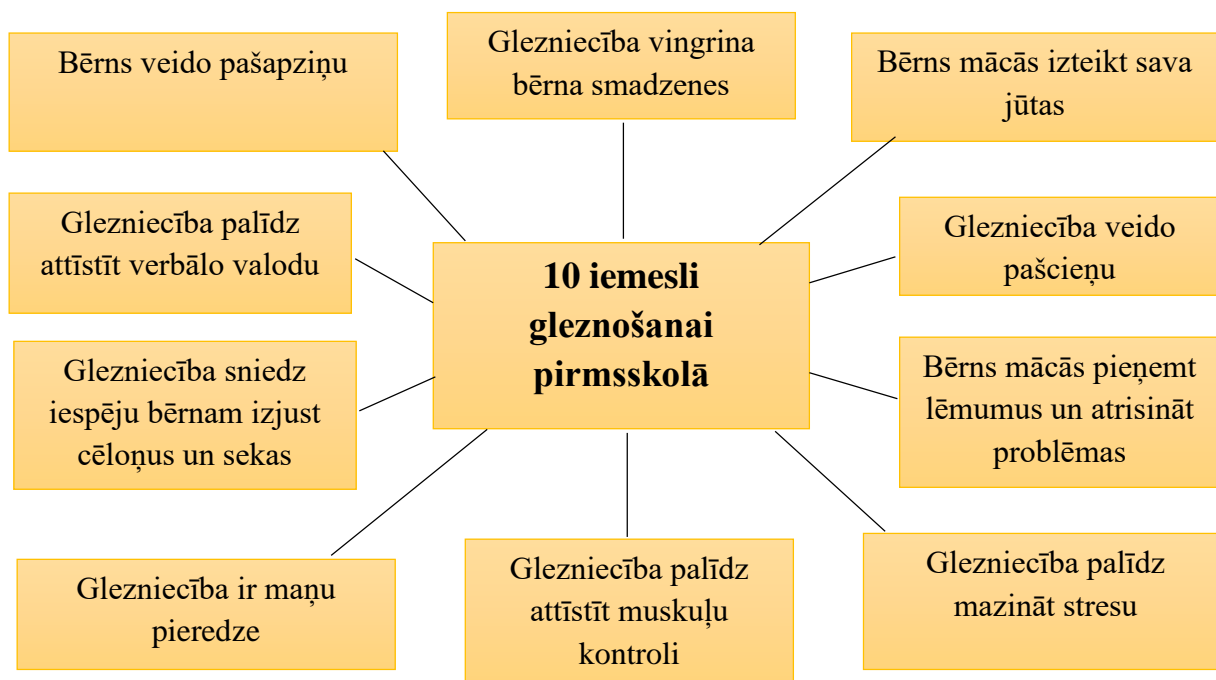 Bērns veido pašapziņu
Glezniecība vingrina
bērna smadzenes
Bērns mācās izteikt sava
jūtas
Glezniecība palīdz
attīstīt verbālo valodu
10 iemesli
gleznošanai
pirmsskolā
Glezniecība veido
pašcieņu
Glezniecība sniedz
iespēju bērnam izjust
cēloņus un sekas
Bērns mācās pieņemt
lēmumus un atrisināt
problēmas
Glezniecība ir maņu
pieredze
Glezniecība palīdz
attīstīt muskuļu
kontroli
Glezniecība palīdz
mazināt stresu